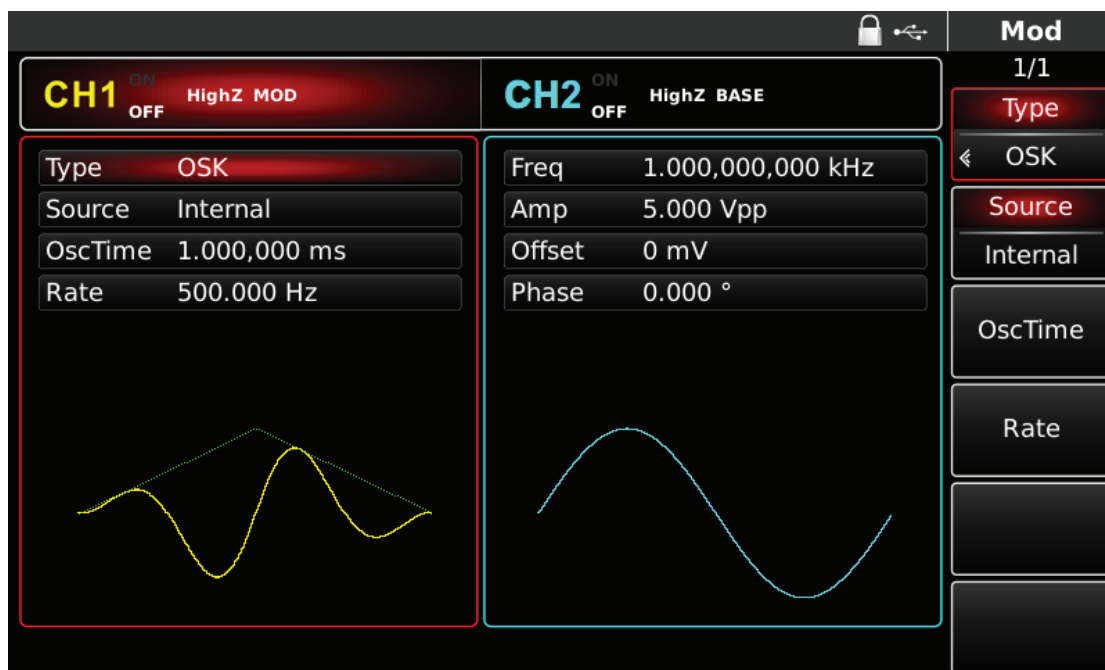 Mod
1/1
CH1 ON OFF HighZ MOD
CH2 ON OFF HighZ BASE
Type OSK
Source Internal
OscTime 1.000,000 ms
Rate 500.000 Hz
Freq 1.000,000,000 kHz
Amp 5.000 Vpp
Offset 0 mV
Phase 0.000 °
Type
OSK
Source
Internal
OscTime
Rate